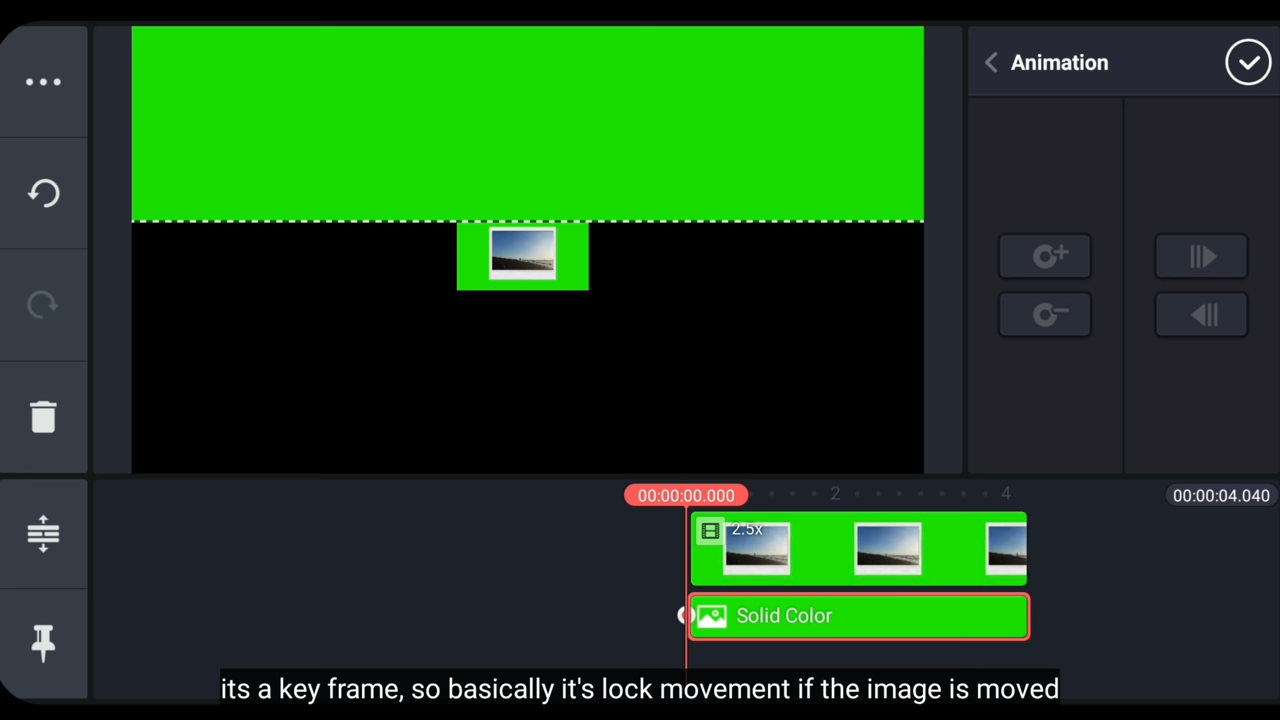 Animation
00:00:00.000
2
4
00:00:04.040
2.5x
Solid Color
its a key frame, so basically it's lock movement if the image is moved